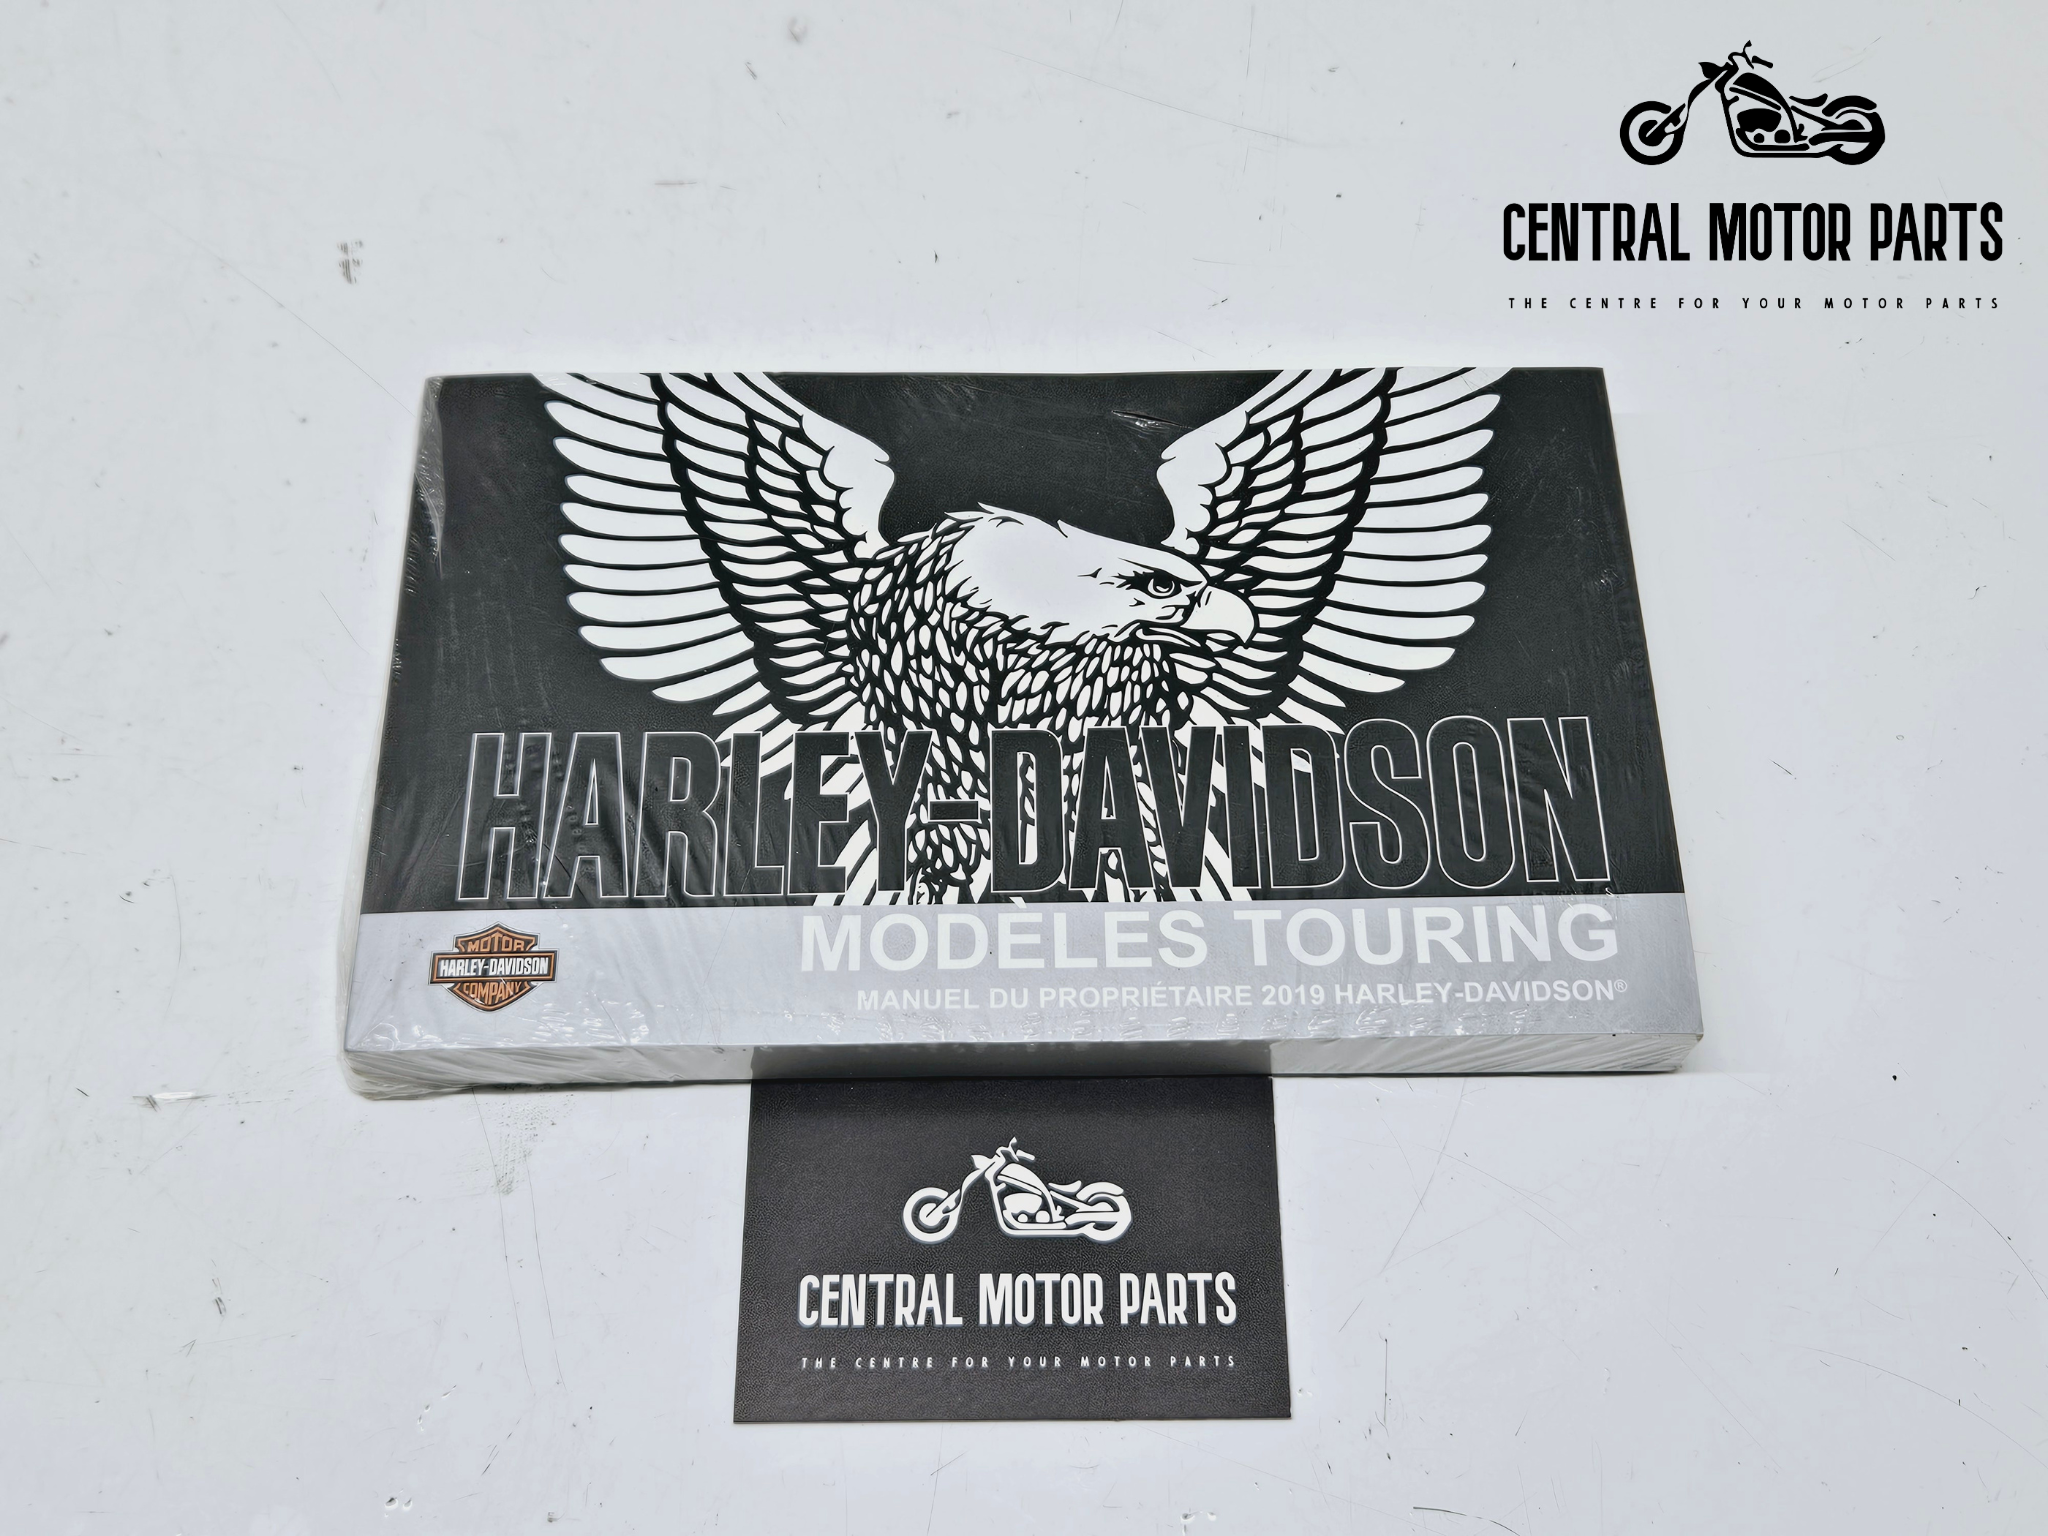 CENTRAL MOTOR PARTS
THE CENTRE FOR YOUR MOTOR PARTS
HARLEY-DAVIDSON
MODÈLES TOURING
MANUEL DU PROPRIÉTAIRE 2019 HARLEY-DAVIDSON®
MOTOR
HARLEY-DAVIDSON
COMPANY
CENTRAL MOTOR PARTS
THE CENTRE FOR YOUR MOTOR PARTS